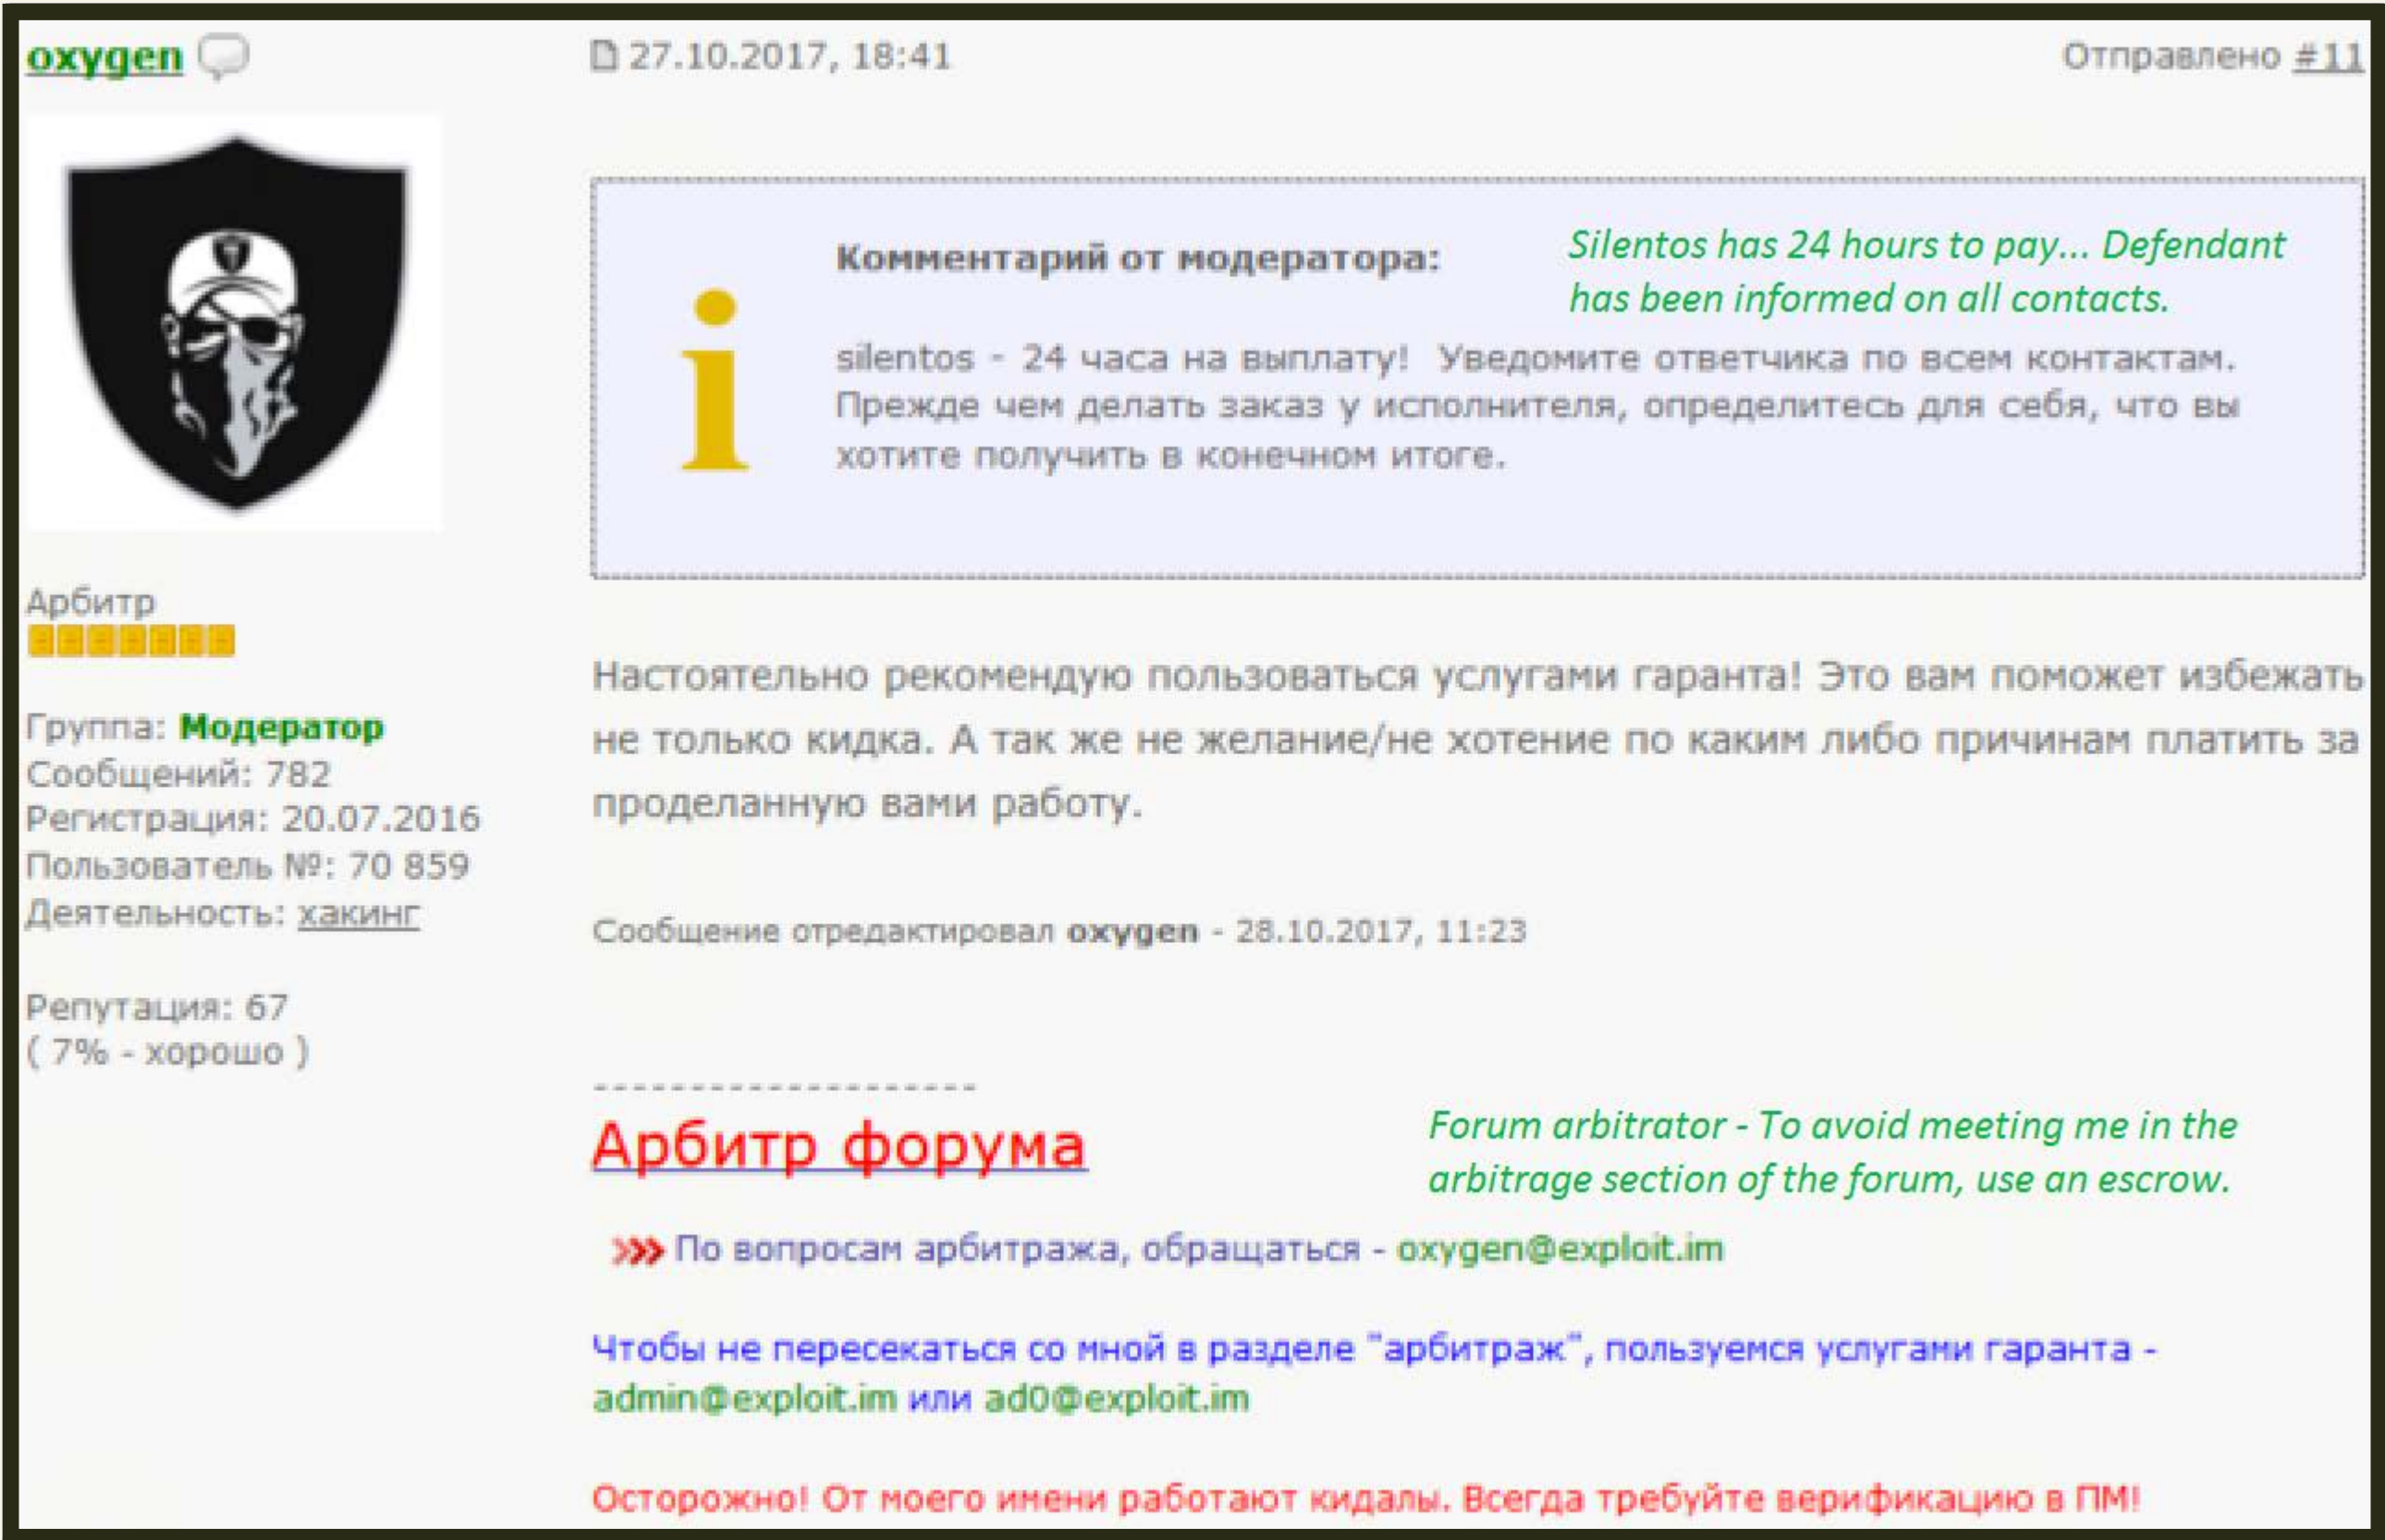 oxygen
27.10.2017, 18:41
Отправлено #11
Комментарий от модератора:
Silentos has 24 hours to pay... Defendant
has been informed on all contacts.
silentos - 24 часа на выплату! Уведомите ответчика по всем контактам.
Прежде чем делать заказ у исполнителя, определитесь для себя, что вы
хотите получить в конечном итоге.
Арбитр
Группа: Модератор
Сообщений: 782
Регистрация: 20.07.2016
Пользователь №: 70 859
Деятельность: хакинг
Репутация: 67
( 7% - хорошо )
Настоятельно рекомендую пользоваться услугами гаранта! Это вам поможет избежать
не только кидка. А так же не желание/не хотение по каким либо причинам платить за
проделанную вами работу.
Сообщение отредактировал oxygen - 28.10.2017, 11:23
--------------------
Арбитр форума
Forum arbitrator - To avoid meeting me in the
arbitrage section of the forum, use an escrow.
>>> По вопросам арбитража, обращаться - oxygen@exploit.im
Чтобы не пересекаться со мной в разделе "арбитраж", пользуемся услугами гаранта -
admin@exploit.im или ad0@exploit.im
Осторожно! От моего имени работают кидалы. Всегда требуйте верификацию в ПМ!